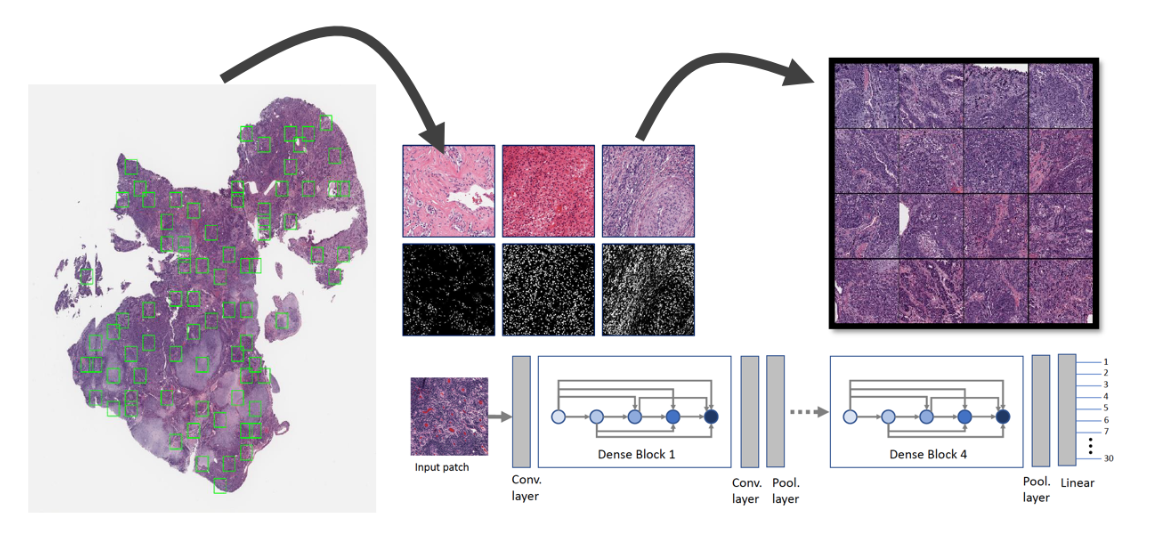 Input patch
Conv.
layer
Dense Block 1
Conv.
layer
Pool.
layer
Dense Block 4
Pool.
layer
Linear
1
2
3
4
5
6
7
30